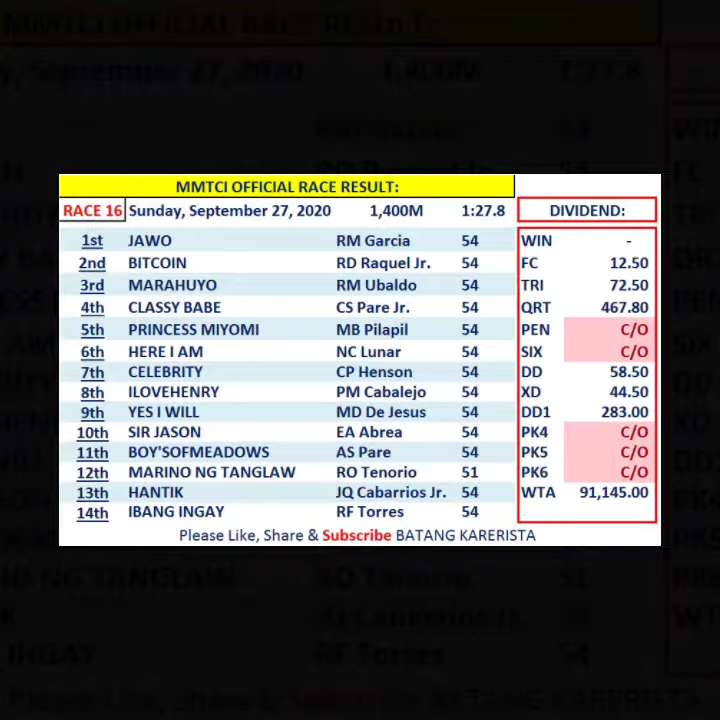 MMTCI OFFICIAL RACE RESULT:
RACE 16 Sunday, September 27, 2020 1,400M 1:27.8 DIVIDEND:
1st JAWO RM Garcia 54 WIN -
2nd BITCOIN RD Raquel Jr. 54 FC 12.50
3rd MARAHUYO RM Ubaldo 54 TRI 72.50
4th CLASSY BABE CS Pare Jr. 54 QRT 467.80
5th PRINCESS MIYOMI MB Pilapil 54 PEN C/O
6th HERE I AM NC Lunar 54 SIX C/O
7th CELEBRITY CP Henson 54 DD 58.50
8th ILOVEHENRY PM Cabalejo 54 XD 44.50
9th YES I WILL MD De Jesus 54 DD1 283.00
10th SIR JASON EA Abrea 54 PK4 C/O
11th BOY'SOFMEADOWS AS Pare 54 PK5 C/O
12th MARINO NG TANGLAW RO Tenorio 51 PK6 C/O
13th HANTIK JQ Cabarrios Jr. 54 WTA 91,145.00
14th IBANG INGAY RF Torres 54
Please Like, Share & Subscribe BATANG KARERISTA